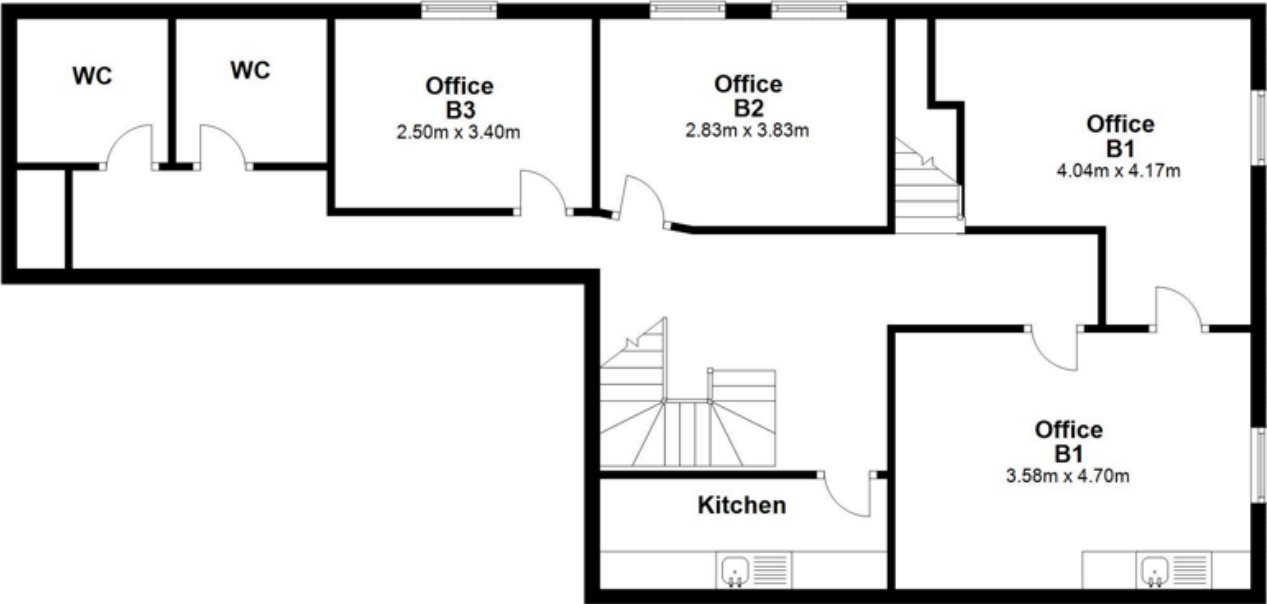 WC
WC
Office
B3
2.50m x 3.40m
Office
B2
2.83m x 3.83m
Office
B1
4.04m x 4.17m
Office
B1
3.58m x 4.70m
Kitchen